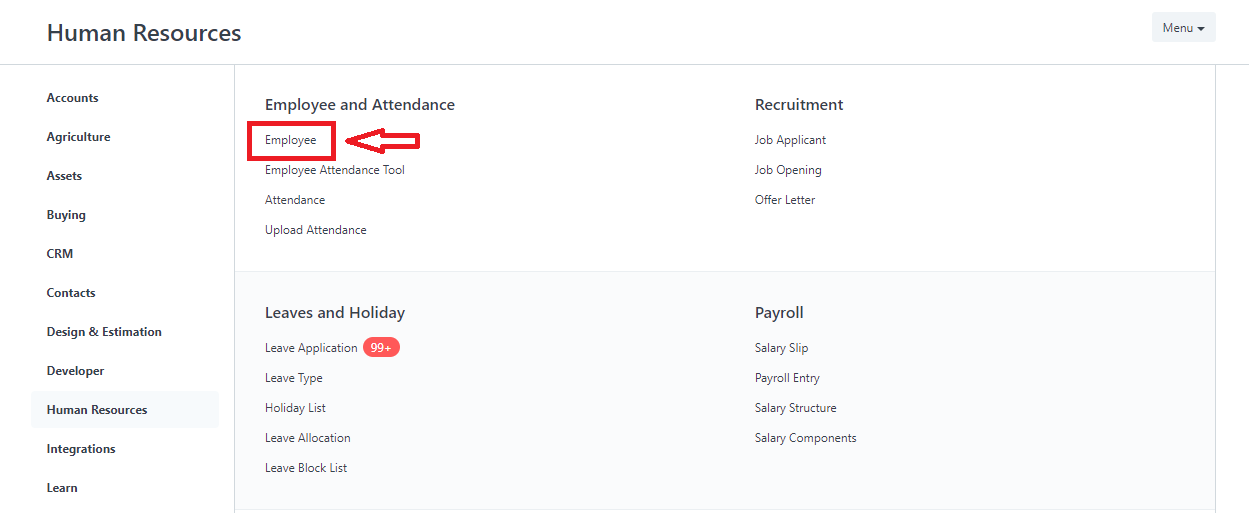 Human Resources
Menu
Accounts
Agriculture
Assets
Buying
CRM
Contacts
Design & Estimation
Developer
Human Resources
Integrations
Learn
Employee and Attendance
Employee
Employee Attendance Tool
Attendance
Upload Attendance
Recruitment
Job Applicant
Job Opening
Offer Letter
Leaves and Holiday
Leave Application 99+
Leave Type
Holiday List
Leave Allocation
Leave Block List
Payroll
Salary Slip
Payroll Entry
Salary Structure
Salary Components